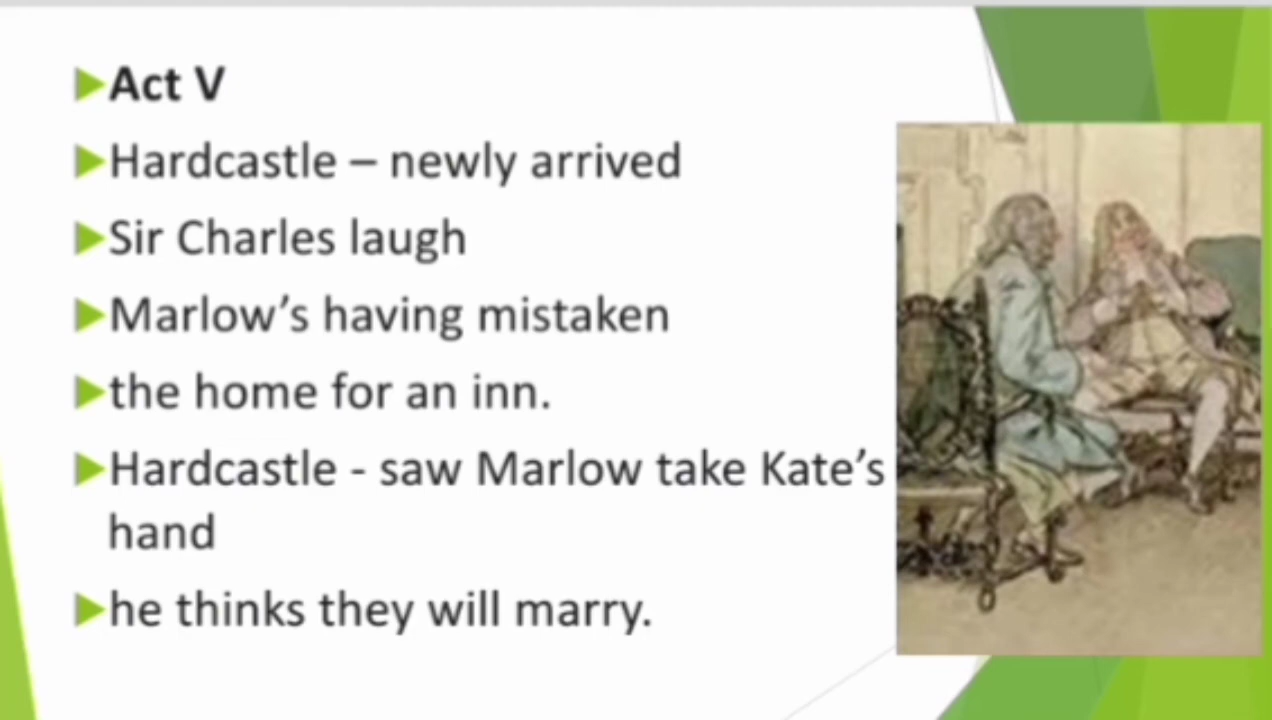 Act V
Hardcastle – newly arrived
Sir Charles laugh
Marlow’s having mistaken
the home for an inn.
Hardcastle - saw Marlow take Kate’s
hand
he thinks they will marry.